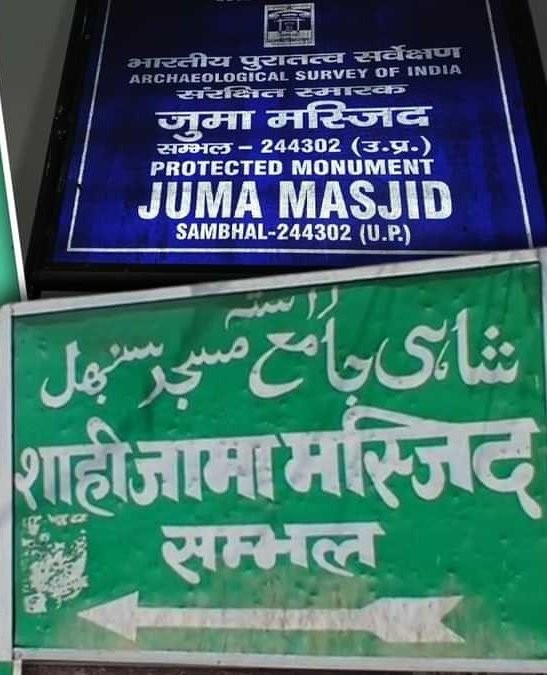 भारतीय पुरातत्व सर्वेक्षण
ARCHAEOLOGICAL SURVEY OF INDIA
संरक्षित स्मारक
जुमा मस्जिद
सम्भल – 244302 (उ.प्र.)
PROTECTED MONUMENT
JUMA MASJID
SAMBHAL-244302 (U.P.)
راستہ
شاہی جامع مسجد سنبھل
शाही जामा मस्जिद
सम्भल